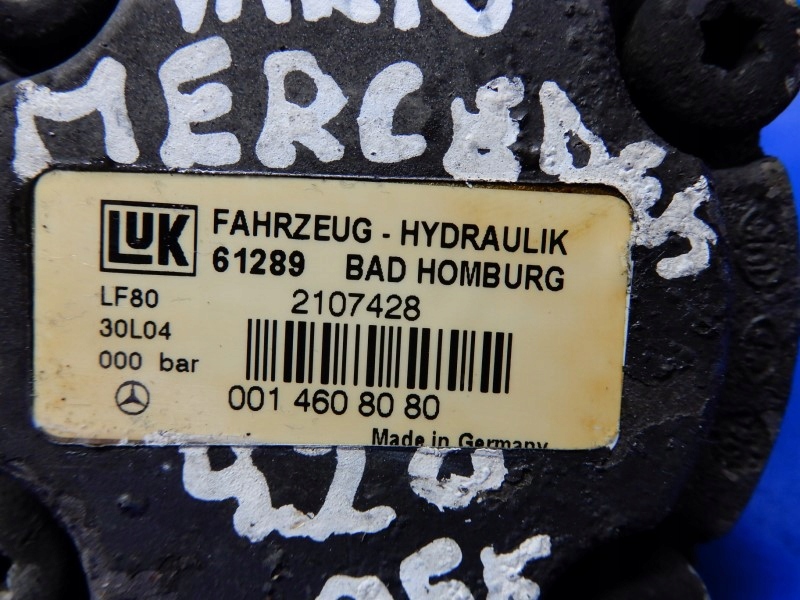 MERCEDES
LUK
FAHRZEUG - HYDRAULIK
61289 BAD HOMBURG
LF80
2107428
30L04
000 bar
001 460 80 80
Made in Germany